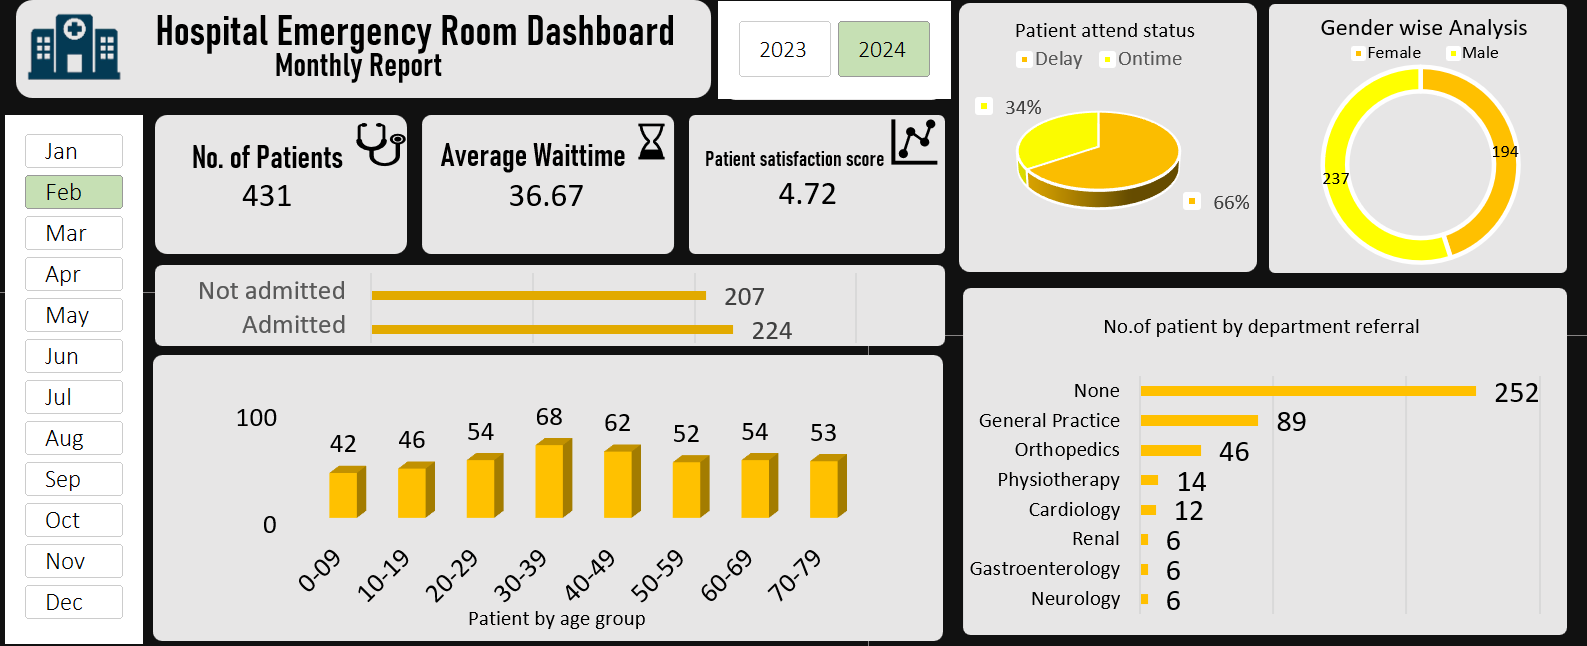 Hospital Emergency Room Dashboard
Monthly Report
2023
2024
Jan
Feb
Mar
Apr
May
Jun
Jul
Aug
Sep
Oct
Nov
Dec
No. of Patients
431
Average Waittime
36.67
Patient satisfaction score
4.72
Not admitted 207
Admitted 224
100
0
42 46 54 68 62 52 54 53
0-09 10-19 20-29 30-39 40-49 50-59 60-69 70-79
Patient by age group
Patient attend status
Delay Ontime
34%
66%
Gender wise Analysis
Female Male
194
237
No.of patient by department referral
None 252
General Practice 89
Orthopedics 46
Physiotherapy 14
Cardiology 12
Renal 6
Gastroenterology 6
Neurology 6